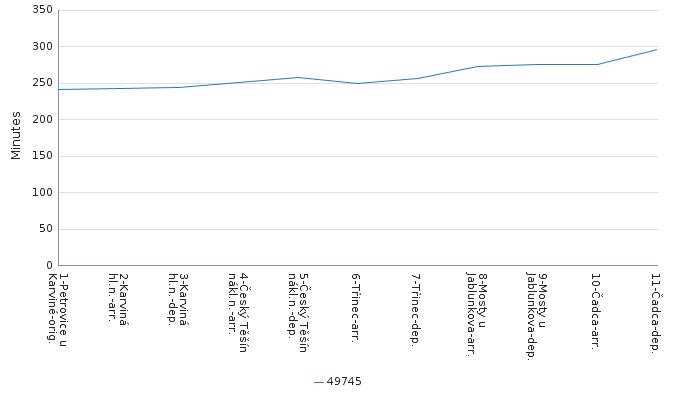 350
300
250
200
150
100
50
0
Minutes
1-Petrovice u
Karviné-orig.
2-Karviná
hl.n.-arr.
3-Karviná
hl.n.-dep.
4-Český Těšín
nákl.n.-arr.
5-Český Těšín
nákl.n.-dep.
6-Třinec-arr.
7-Třinec-dep.
8-Mosty u
Jablunkova-arr.
9-Mosty u
Jablunkova-dep.
10-Čadca-arr.
11-Čadca-dep.
49745